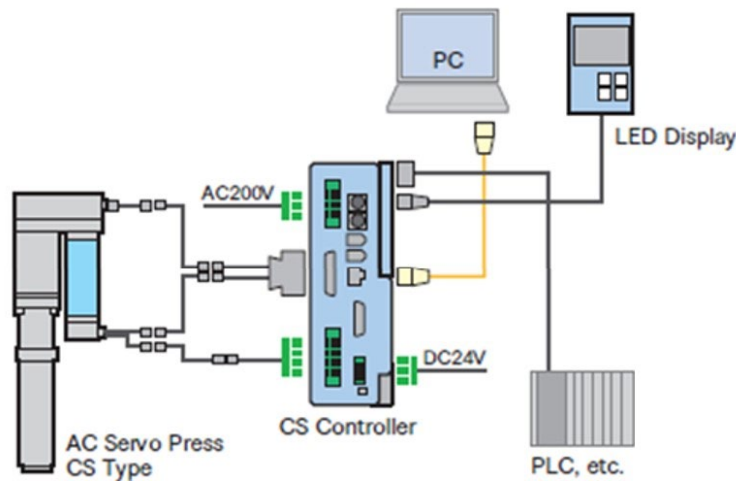 PC
LED Display
AC200V
DC24V
CS Controller
AC Servo Press
CS Type
PLC, etc.